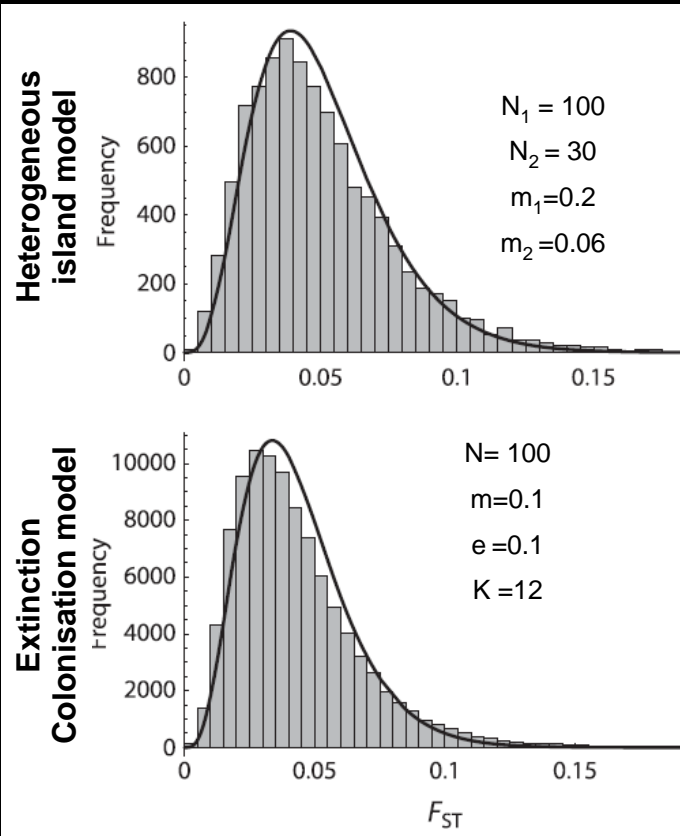 Heterogeneous
island model
Frequency
800
600
400
200
0
0
0.05
0.1
0.15
N1 = 100
N2 = 30
m1=0.2
m2 =0.06
Extinction
Colonisation model
Frequency
10000
8000
6000
4000
2000
0
0
0.05
0.1
0.15
N= 100
m=0.1
e =0.1
K =12
FST